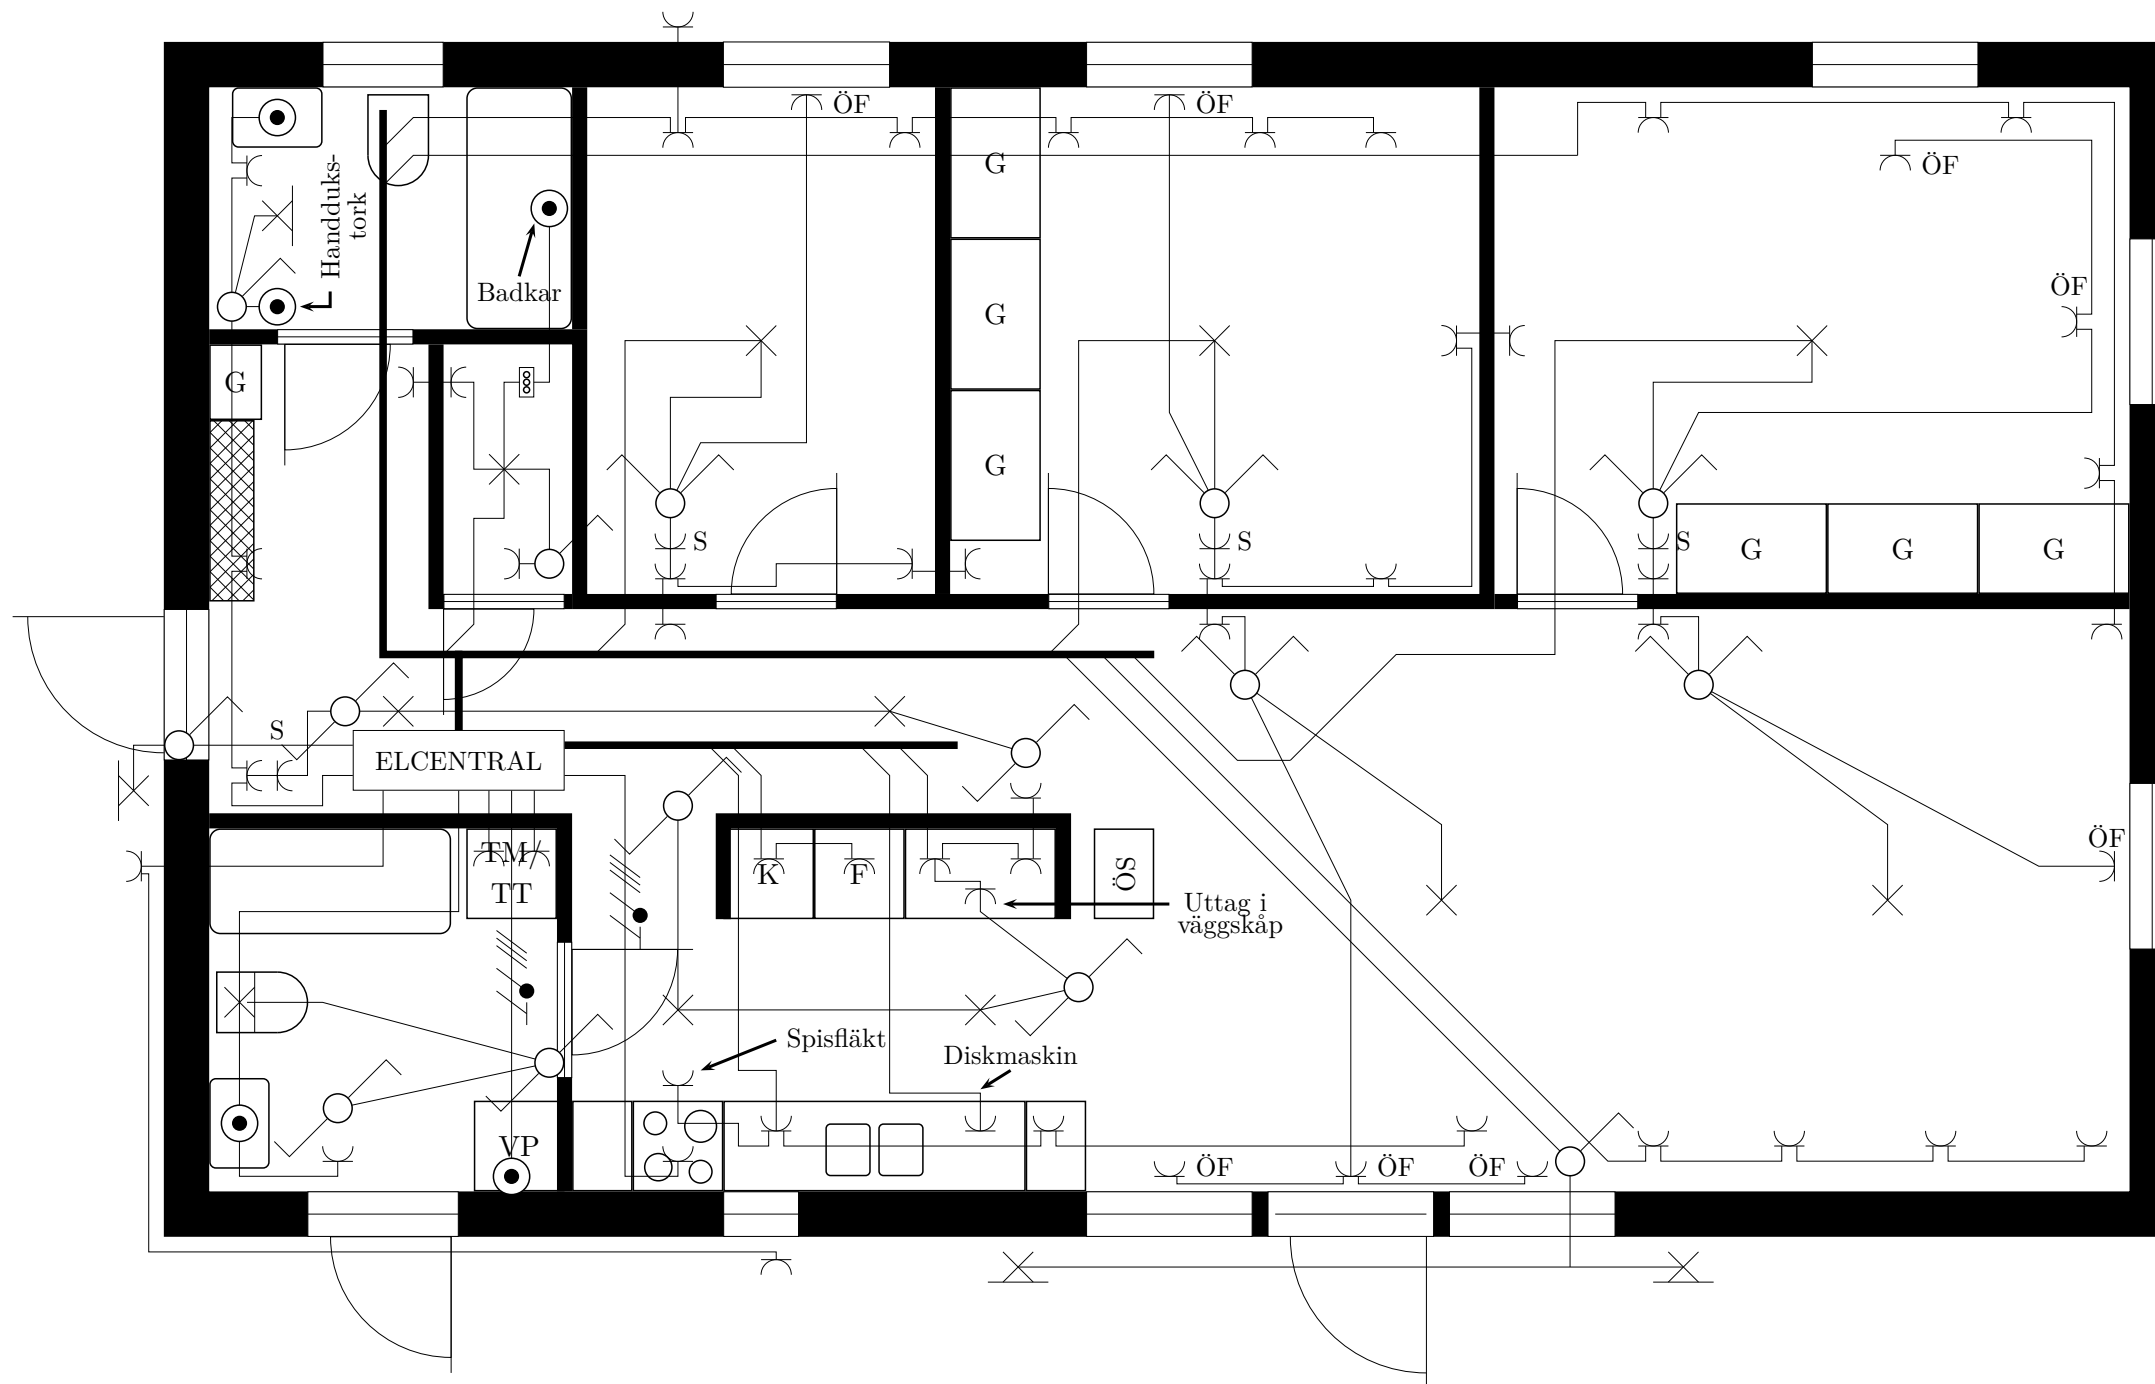 ÖF
ÖF
G
ÖF
Handduks-
tork
ÖF
Badkar
G
G
G
S
S
S
G
G
G
S
ELCENTRAL
ÖF
TM/
TT
K
F
ÖS
Uttag i
väggskåp
Spisfläkt
Diskmaskin
VP
ÖF
ÖF
ÖF